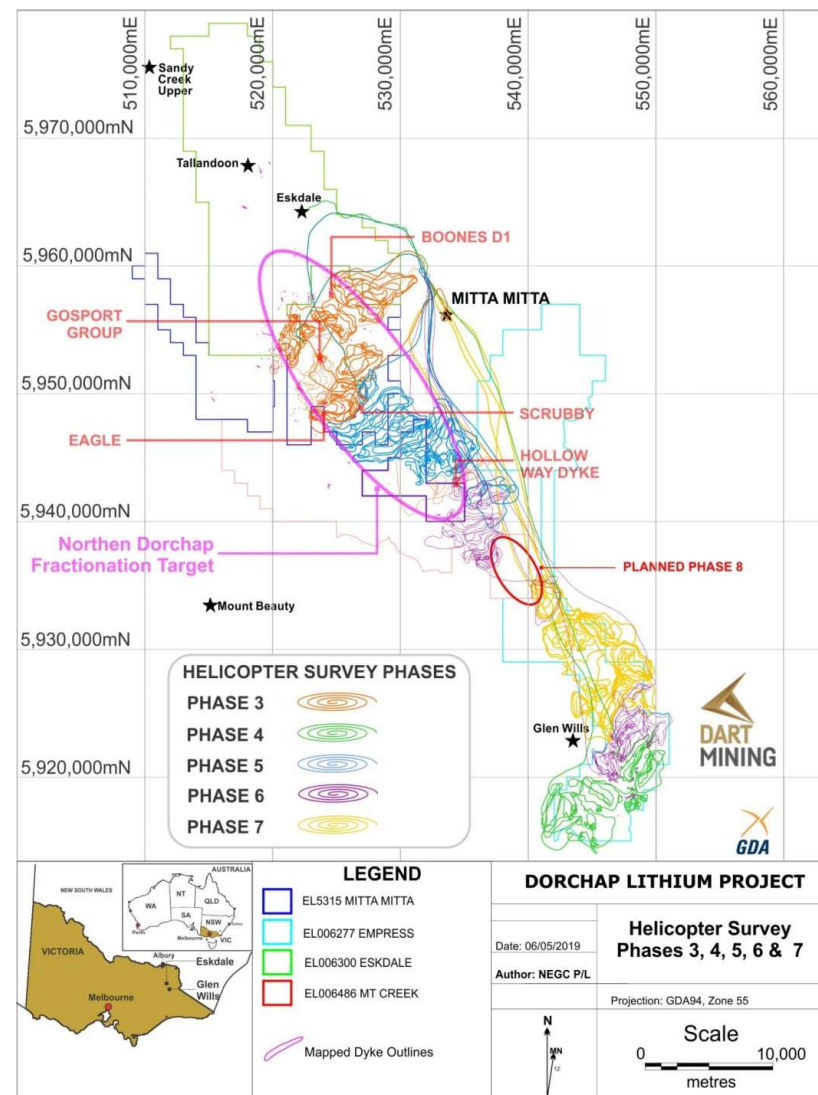 510,000mE
520,000mE
530,000mE
540,000mE
550,000mE
560,000mE
Sandy
Creek
Upper
5,970,000mN
Tallandoon
Eskdale
5,960,000mN
BOONES D1
MITTA MITTA
GOSPORT
GROUP
5,950,000mN
SCRUBBY
EAGLE
HOLLOW
WAY DYKE
5,940,000mN
Northen Dorchap
Fractionation Target
PLANNED PHASE 8
Mount Beauty
5,930,000mN
HELICOPTER SURVEY PHASES
PHASE 3
PHASE 4
PHASE 5
PHASE 6
PHASE 7
Glen Wills
DART
MINING
5,920,000mN
GDA
NEW SOUTH WALES
VICTORIA
Albury
Eskdale
Glen
Wills
Melbourne
AUSTRALIA
WA
NT
QLD
SA
NSW
VIC
Perth
Melbourne
LEGEND
EL5315 MITTA MITTA
EL006277 EMPRESS
EL006300 ESKDALE
EL006486 MT CREEK
Mapped Dyke Outlines
DORCHAP LITHIUM PROJECT
Date: 06/05/2019
Author: NEGC P/L
Helicopter Survey
Phases 3, 4, 5, 6 & 7
Projection: GDA94, Zone 55
N
MN
12
Scale
0 10,000
metres